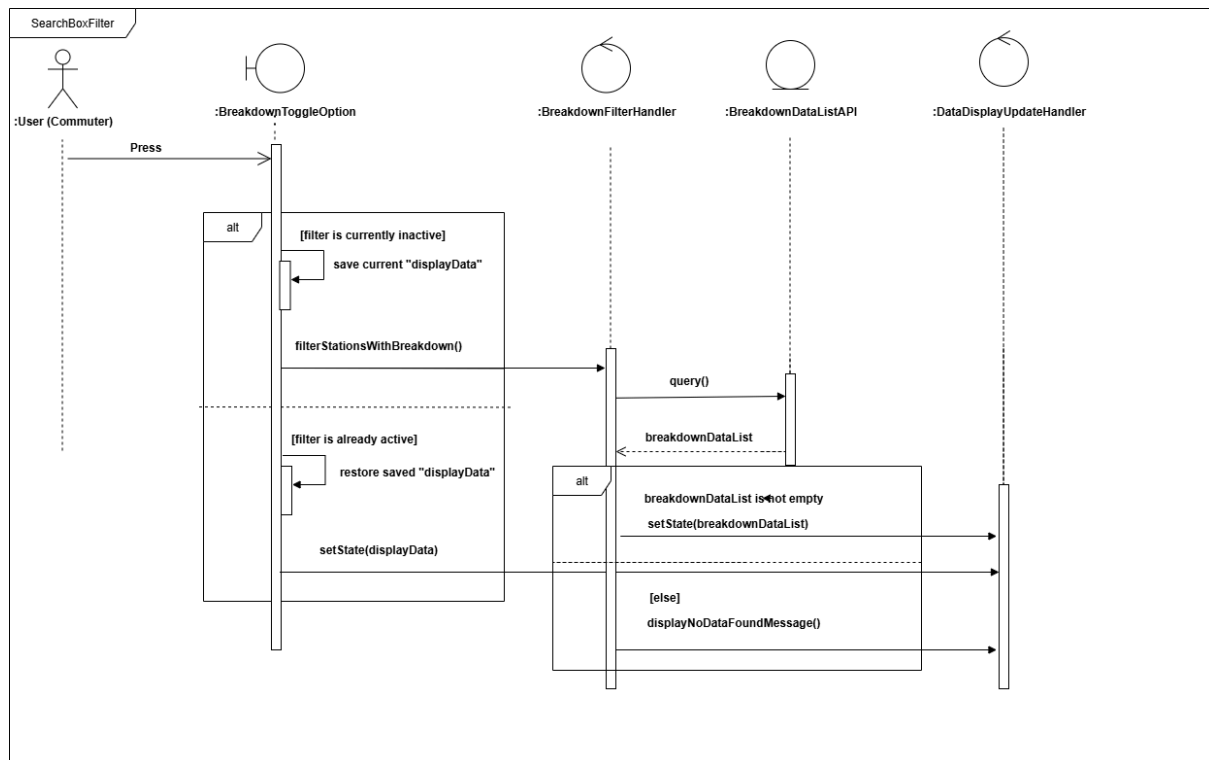 SearchBoxFilter
:User (Commuter)
:BreakdownToggleOption
:BreakdownFilterHandler
:BreakdownDataListAPI
:DataDisplayUpdateHandler
Press
alt
[filter is currently inactive]
save current "displayData"
filterStationsWithBreakdown()
query()
breakdownDataList
[filter is already active]
restore saved "displayData"
alt
breakdownDataList is not empty
setState(breakdownDataList)
setState(displayData)
[else]
displayNoDataFoundMessage()